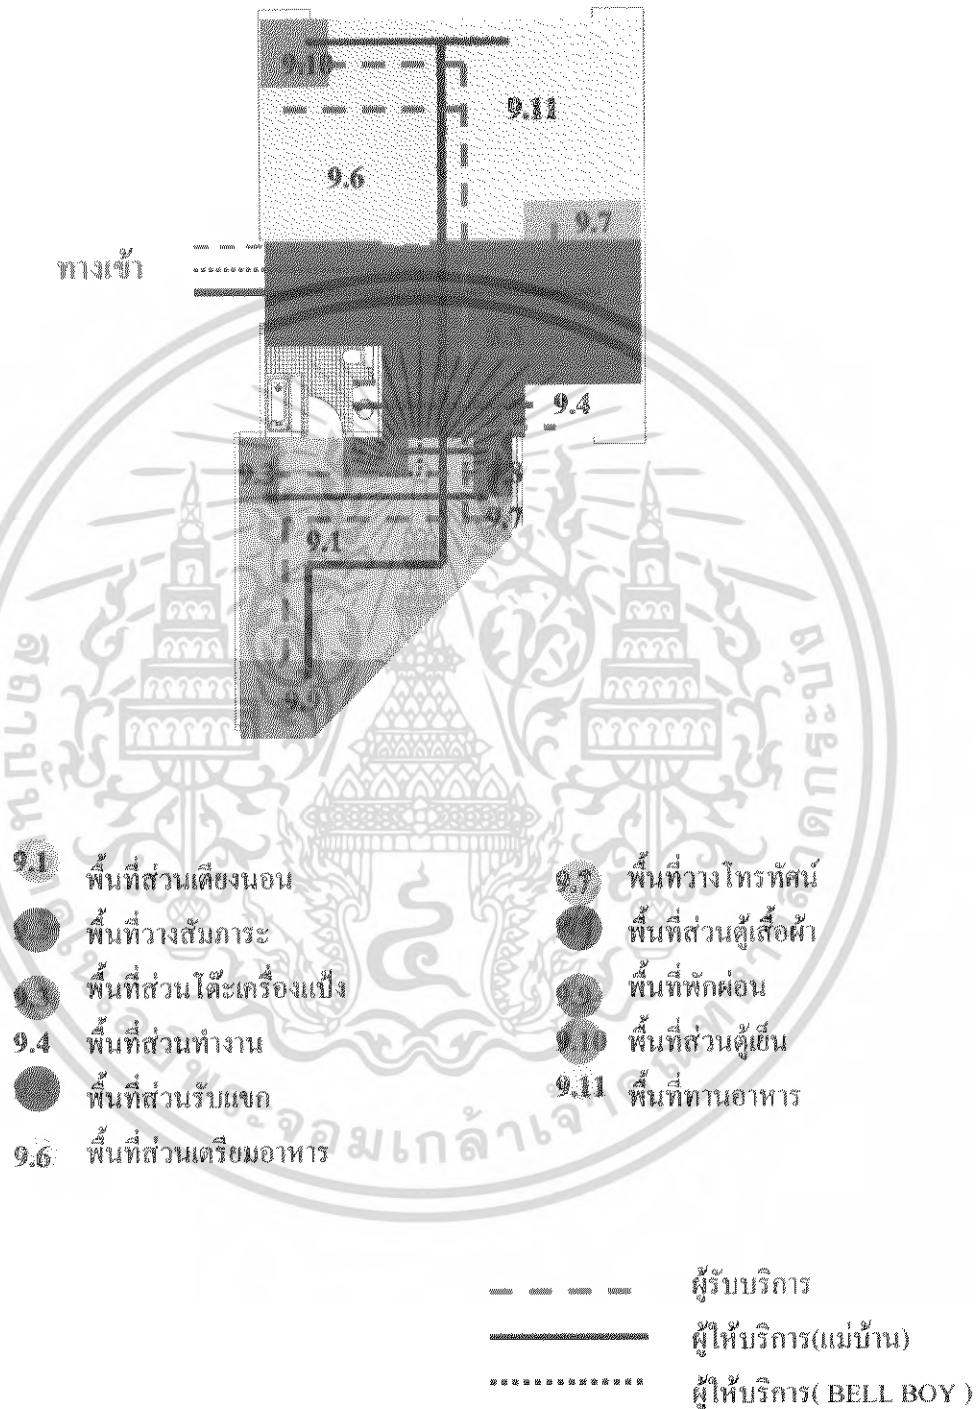 9.10
9.11
9.6
9.7
ทางเข้า
9.4
9.7
9.1
9.1 พื้นที่ส่วนเตียงนอน
พื้นที่วางสัมภาระ
9.3 พื้นที่ส่วนโต๊ะเครื่องแป้ง
9.4 พื้นที่ส่วนทำงาน
พื้นที่ส่วนรับแขก
9.6 พื้นที่ส่วนเตรียมอาหาร
9.7 พื้นที่วางโทรทัศน์
พื้นที่ส่วนตู้เสื้อผ้า
9.9 พื้นที่พักผ่อน
9.10 พื้นที่ส่วนตู้เย็น
9.11 พื้นที่ทานอาหาร
ผู้รับบริการ
ผู้ให้บริการ(แม่บ้าน)
ผู้ให้บริการ( BELL BOY )